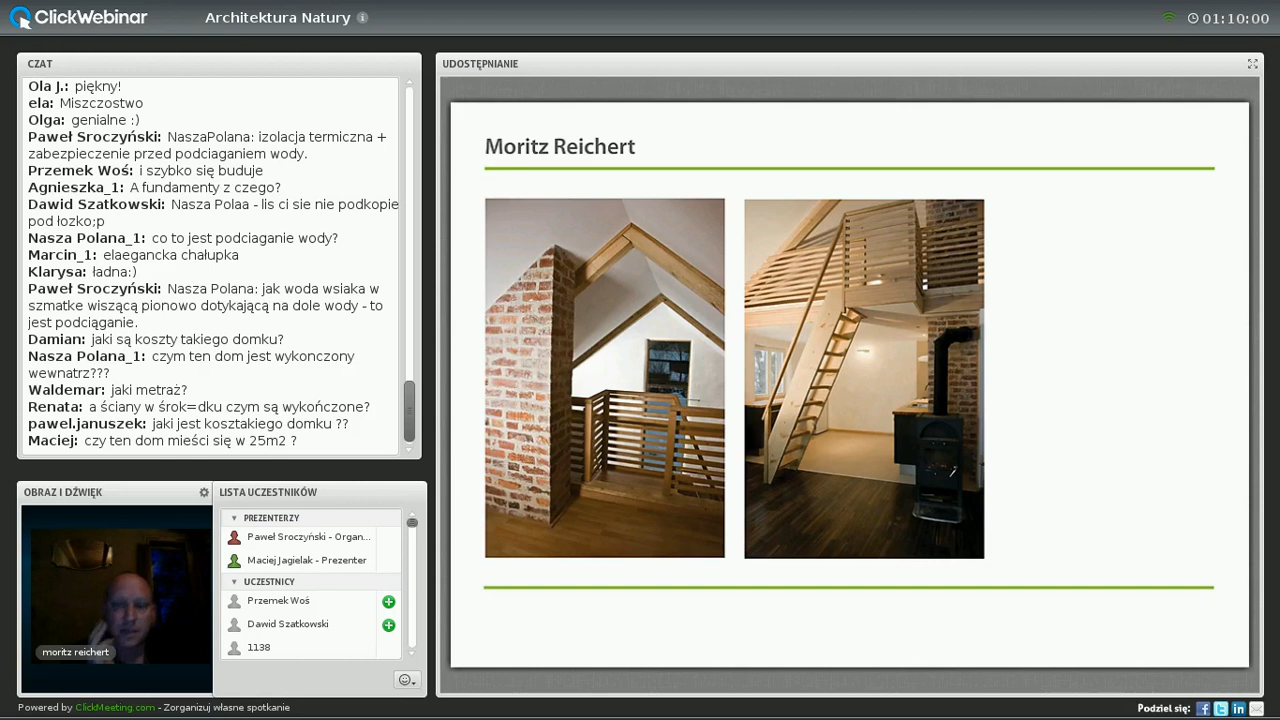 ClickWebinar
Architektura Natury
01:10:00
CZAT
Ola J.: piękny!
ela: Miszczostwo
Olga: genialne :)
Paweł Sroczyński: NaszaPolana: izolacja termiczna +
zabezpieczenie przed podciaganiem wody.
Przemek Woś: i szybko się buduje
Agnieszka_1: A fundamenty z czego?
Dawid Szatkowski: Nasza Polaa - lis ci sie nie podkopie
pod łozko;p
Nasza Polana_1: co to jest podciaganie wody?
Marcin_1: elaegancka chałupka
Klarysa: ładna:)
Paweł Sroczyński: Nasza Polana: jak woda wsiaka w
szmatke wiszącą pionowo dotykającą na dole wody - to
jest podciąganie.
Damian: jaki są koszty takiego domku?
Nasza Polana_1: czym ten dom jest wykonczony
wewnatrz???
Waldemar: jaki metraż?
Renata: a ściany w śrok=dku czym są wykończone?
pawel.januszek: jaki jest kosztakiego domku ??
Maciej: czy ten dom mieści się w 25m2 ?
OBRAZ I DŹWIĘK
moritz reichert
LISTA UCZESTNIKÓW
PREZENTERZY
Paweł Sroczyński - Organ...
Maciej Jagielak - Prezenter
UCZESTNICY
Przemek Woś
Dawid Szatkowski
1138
UDOSTĘPNIANIE
Moritz Reichert
Powered by ClickMeeting.com - Zorganizuj własne spotkanie
Podziel się: